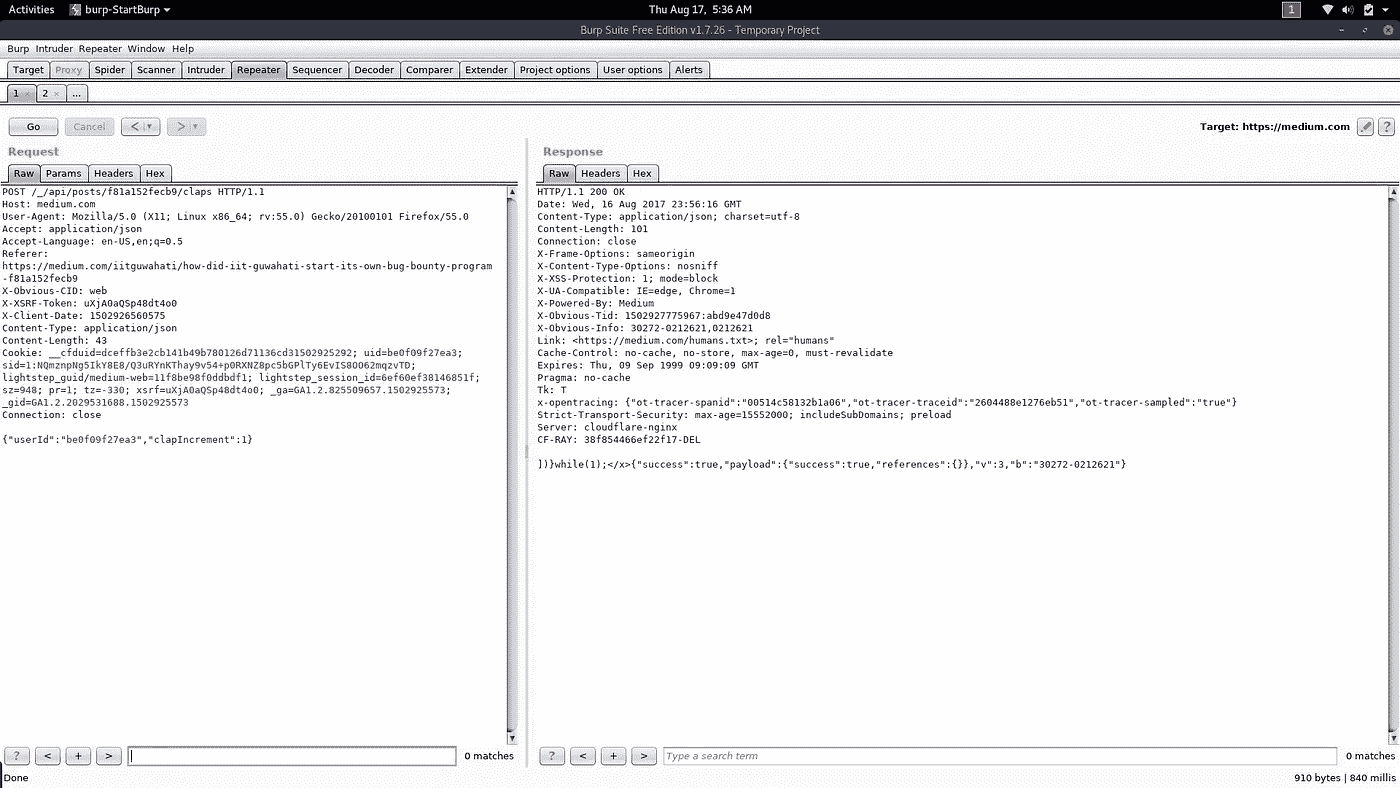 Activities burp-StartBurp Thu Aug 17, 5:36 AM 1
Burp Suite Free Edition v1.7.26 - Temporary Project
Burp Intruder Repeater Window Help
Target Proxy Spider Scanner Intruder Repeater Sequencer Decoder Comparer Extender Project options User options Alerts
1 × 2 × ...
Go Cancel < > Target: https://medium.com ?
Request
Raw Params Headers Hex
POST /_/api/posts/f81a152fecb9/claps HTTP/1.1
Host: medium.com
User-Agent: Mozilla/5.0 (X11; Linux x86_64; rv:55.0) Gecko/20100101 Firefox/55.0
Accept: application/json
Accept-Language: en-US,en;q=0.5
Referer:
https://medium.com/iitguwahati/how-did-iit-guwahati-start-its-own-bug-bounty-program
-f81a152fecb9
X-Obvious-CID: web
X-XSRF-Token: uXjA0aQSp48dt4o0
X-Client-Date: 1502926560575
Content-Type: application/json
Content-Length: 43
Cookie: __cfduid=dceffb3e2cb141b49b780126d71136cd31502925292; uid=be0f09f27ea3;
sid=1:NQmznpNg5IkY8E8/Q3uRYnKThay9v54+p0RXNZ8pc5bGPlTy6EvIS8OO62mqzvTD;
lightstep_guid/medium-web=11f8be98f0ddbdf1; lightstep_session_id=6ef60ef38146851f;
sz=948; pr=1; tz=-330; xsrf=uXjA0aQSp48dt4o0; _ga=GA1.2.825509657.1502925573;
_gid=GA1.2.2029531688.1502925573
Connection: close
{"userId":"be0f09f27ea3","clapIncrement":1}
? < + > 0 matches
Response
Raw Headers Hex
HTTP/1.1 200 OK
Date: Wed, 16 Aug 2017 23:56:16 GMT
Content-Type: application/json; charset=utf-8
Content-Length: 101
Connection: close
X-Frame-Options: sameorigin
X-Content-Type-Options: nosniff
X-XSS-Protection: 1; mode=block
X-UA-Compatible: IE=edge, Chrome=1
X-Powered-By: Medium
X-Obvious-Tid: 1502927775967:abd9e47d0d8
X-Obvious-Info: 30272-0212621,0212621
Link: <https://medium.com/humans.txt>; rel="humans"
Cache-Control: no-cache, no-store, max-age=0, must-revalidate
Expires: Thu, 09 Sep 1999 09:09:09 GMT
Pragma: no-cache
Tk: T
x-opentracing: {"ot-tracer-spanid":"00514c58132b1a06","ot-tracer-traceid":"2604488e1276eb51","ot-tracer-sampled":"true"}
Strict-Transport-Security: max-age=15552000; includeSubDomains; preload
Server: cloudflare-nginx
CF-RAY: 38f854466ef22f17-DEL
])}while(1);</x>{"success":true,"payload":{"success":true,"references":{}},"v":3,"b":"30272-0212621"}
? < + > Type a search term 0 matches
Done 910 bytes | 840 millis